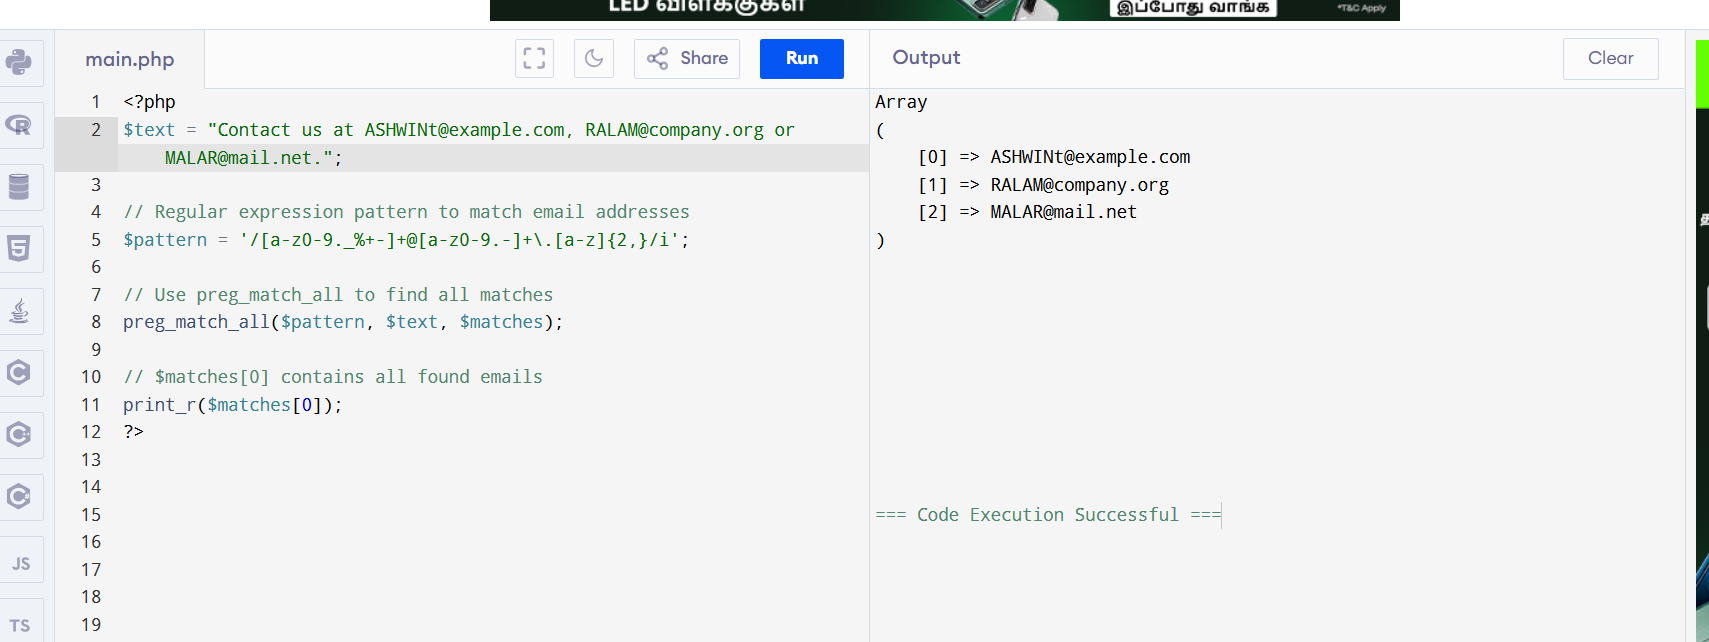 LED விளக்குகள்
இப்போது வாங்க
*T&C Apply
main.php
Share
Run
Output
Clear
1 <?php
2 $text = "Contact us at ASHWINt@example.com, RALAM@company.org or
MALAR@mail.net.";
3
4 // Regular expression pattern to match email addresses
5 $pattern = '/[a-z0-9._%+-]+@[a-z0-9.-]+\.[a-z]{2,}/i';
6
7 // Use preg_match_all to find all matches
8 preg_match_all($pattern, $text, $matches);
9
10 // $matches[0] contains all found emails
11 print_r($matches[0]);
12 ?>
13
14
15
16
17
18
19
Array
(
[0] => ASHWINt@example.com
[1] => RALAM@company.org
[2] => MALAR@mail.net
)
=== Code Execution Successful ===
R
5
C
C
C
JS
TS